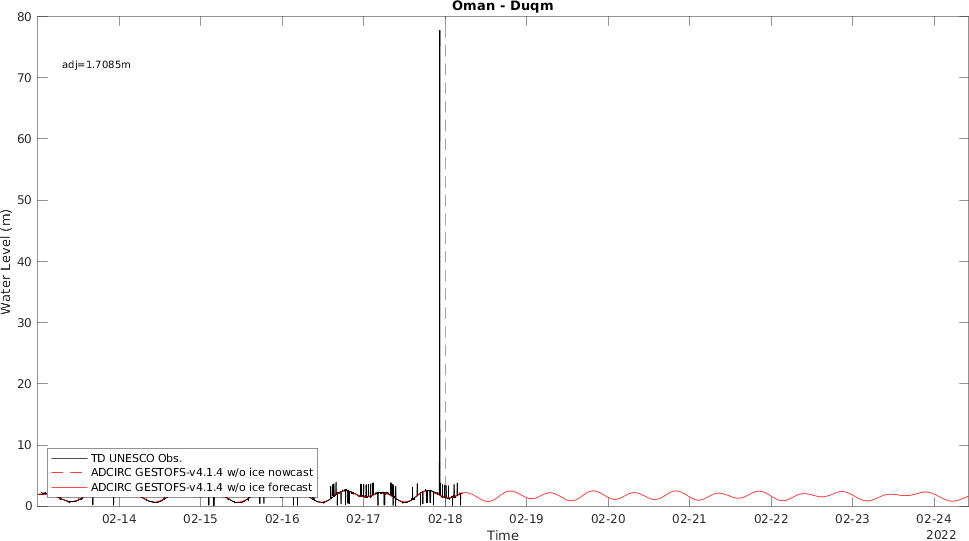 Oman - Duqm
adj=1.7085m
80
70
60
50
40
30
20
10
0
Water Level (m)
TD UNESCO Obs.
ADCIRC GESTOFS-v4.1.4 w/o ice nowcast
ADCIRC GESTOFS-v4.1.4 w/o ice forecast
02-14 02-15 02-16 02-17 02-18 02-19 02-20 02-21 02-22 02-23 02-24
2022
Time